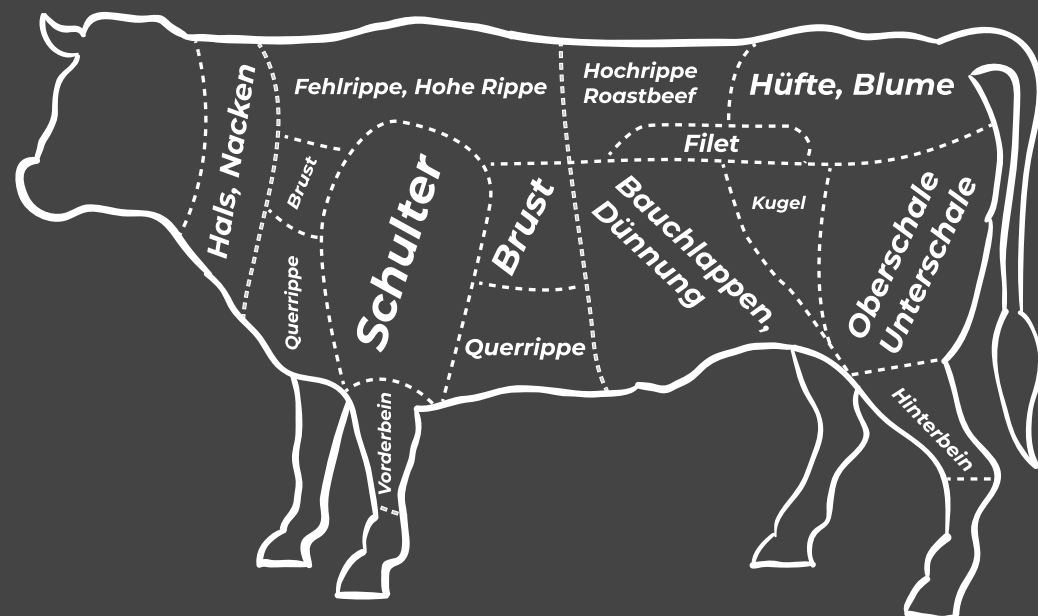 Hals, Nacken
Fehlrippe, Hohe Rippe
Hochrippe
Roastbeef
Hüfte, Blume
Filet
Brust
Querrippe
Schulter
Brust
Querrippe
Bauchlappen,
Dünnung
Kugel
Oberschale
Unterschale
Vorderbein
Hinterbein